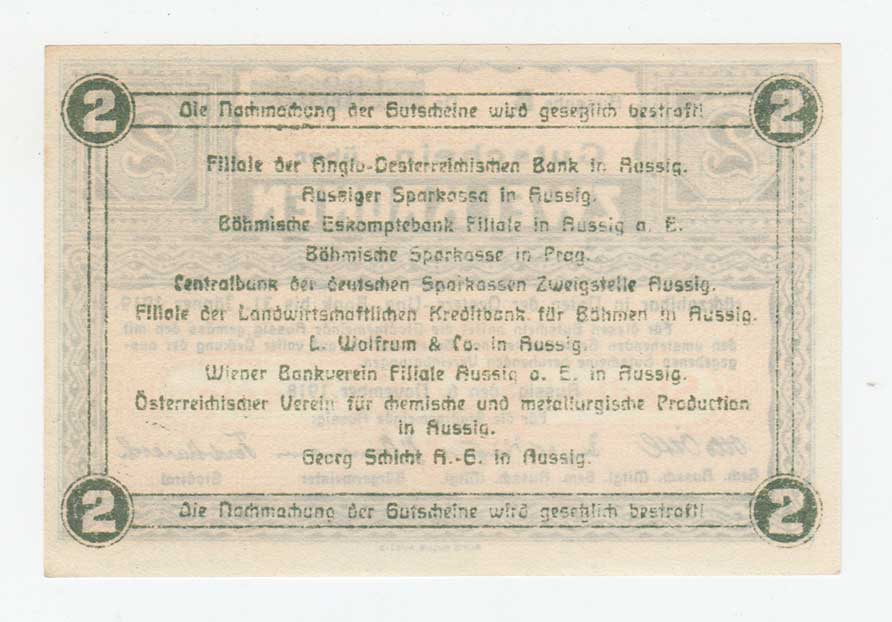 2 2
Die Nachmachung der Gutscheine wird gesetzlich bestraft!
Filiale der Anglo-Oesterreichischen Bank in Aussig.
Aussiger Sparkassa in Aussig.
Böhmische Eskomptebank Filiale in Aussig a. E.
Böhmische Sparkasse in Prag.
Centralbank der deutschen Sparkassen Zweigstelle Aussig.
Filiale der Landwirtschaftlichen Kreditbank für Böhmen in Aussig.
L. Wolfrum & Co. in Aussig.
Wiener Bankverein Filiale Aussig a. E. in Aussig.
Österreichischer Verein für chemische und metallurgische Production
in Aussig.
Georg Schicht A.-G. in Aussig.
2 2
Die Nachmachung der Gutscheine wird gesetzlich bestraft!